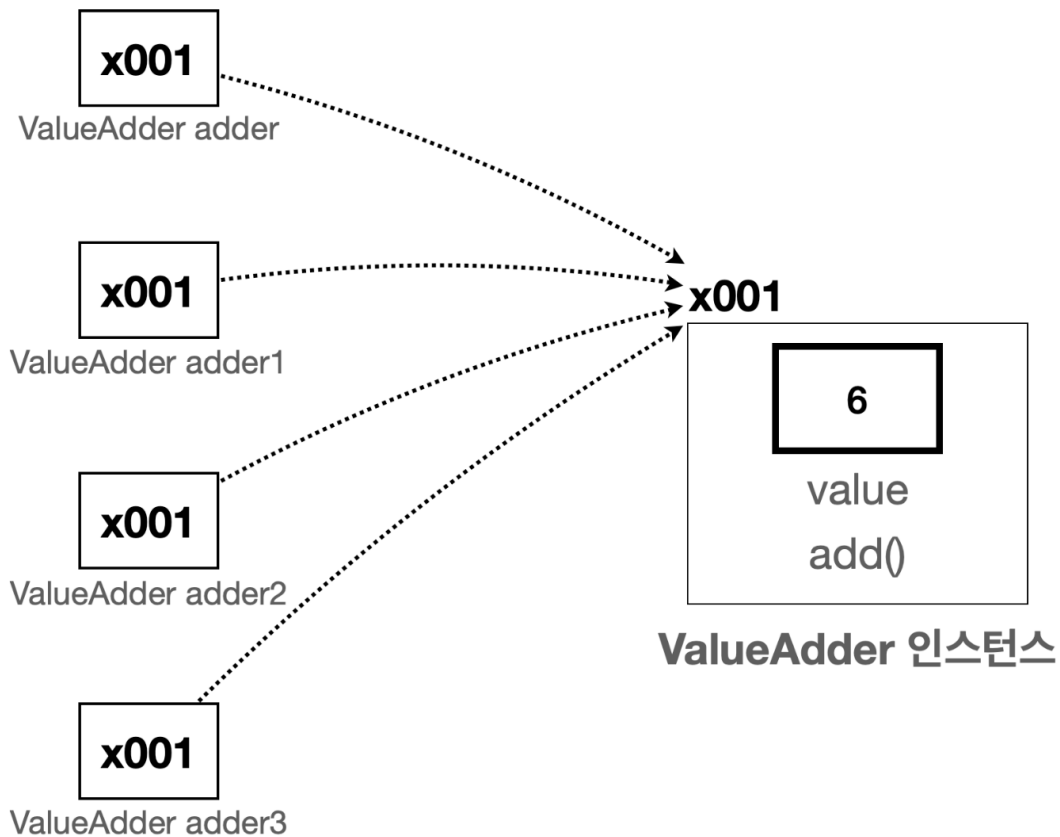 x001
ValueAdder adder
x001
ValueAdder adder1
x001
ValueAdder adder2
x001
ValueAdder adder3
x001
6
value
add()
ValueAdder 인스턴스